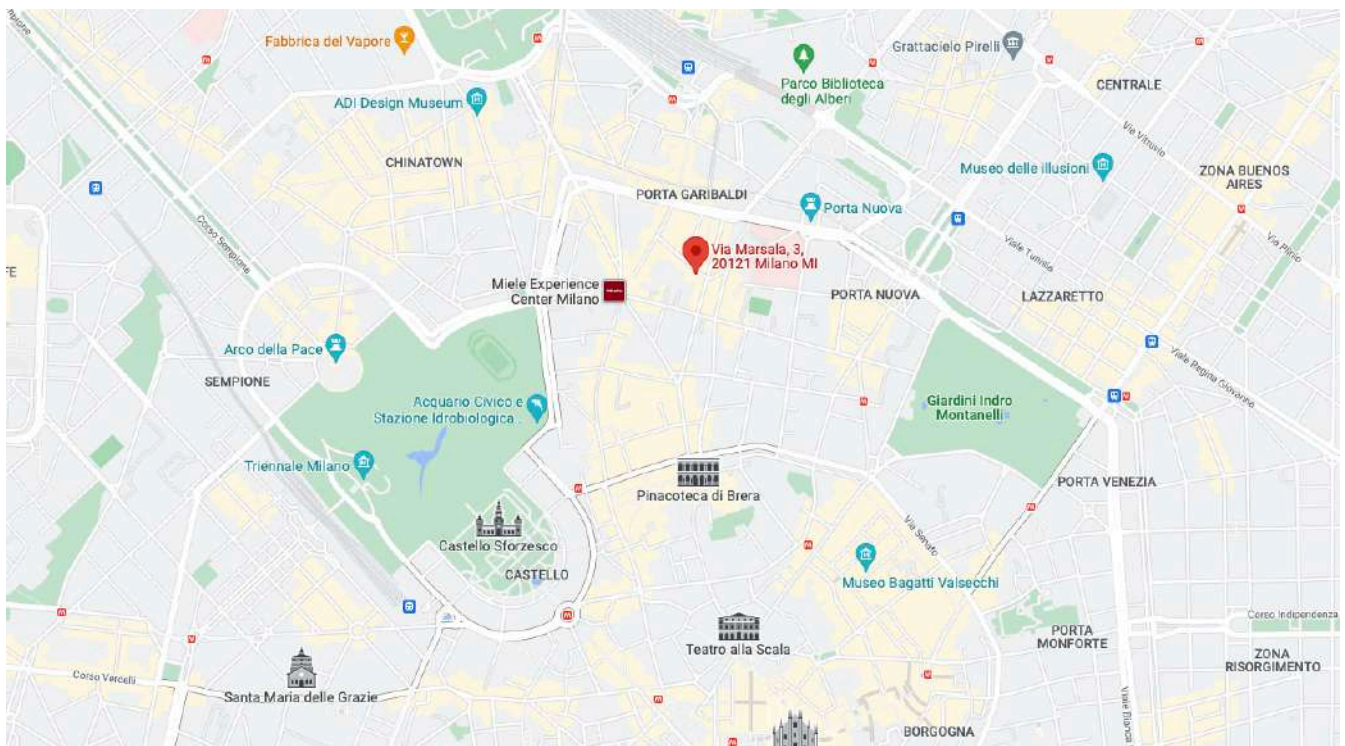 Fabbrica del Vapore
Grattacielo Pirelli
Parco Biblioteca
degli Alberi
CENTRALE
ADI Design Museum
Via Vitruvio
CHINATOWN
Museo delle illusioni
ZONA BUENOS
AIRES
PORTA GARIBALDI
Porta Nuova
Corso Sempione
Viale Tunisia
Via Plinio
Via Marsala, 3,
20121 Milano MI
Miele Experience
Center Milano
PORTA NUOVA
LAZZARETTO
Arco della Pace
SEMPIONE
Viale Regina Giovanna
Acquario Civico e
Stazione Idrobiologica...
Giardini Indro
Montanelli
Triennale Milano
Pinacoteca di Brera
PORTA VENEZIA
Castello Sforzesco
Via Senato
CASTELLO
Museo Bagatti Valsecchi
Corso Indipendenza
Teatro alla Scala
PORTA
MONFORTE
ZONA
RISORGIMENTO
Corso Vercelli
Santa Maria delle Grazie
BORGOGNA